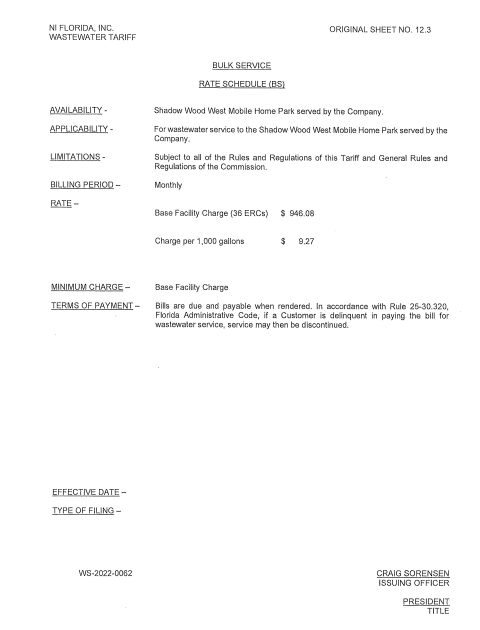 NI FLORIDA, INC.
WASTEWATER TARIFF
ORIGINAL SHEET NO. 12.3
BULK SERVICE
RATE SCHEDULE (BS)
AVAILABILITY - Shadow Wood West Mobile Home Park served by the Company.
APPLICABILITY - For wastewater service to the Shadow Wood West Mobile Home Park served by the
Company.
LIMITATIONS - Subject to all of the Rules and Regulations of this Tariff and General Rules and
Regulations of the Commission.
BILLING PERIOD – Monthly
RATE –
Base Facility Charge (36 ERCs) $ 946.08
Charge per 1,000 gallons $ 9.27
MINIMUM CHARGE – Base Facility Charge
TERMS OF PAYMENT – Bills are due and payable when rendered. In accordance with Rule 25-30.320,
Florida Administrative Code, if a Customer is delinquent in paying the bill for
wastewater service, service may then be discontinued.
EFFECTIVE DATE –
TYPE OF FILING –
WS-2022-0062
CRAIG SORENSEN
ISSUING OFFICER
PRESIDENT
TITLE